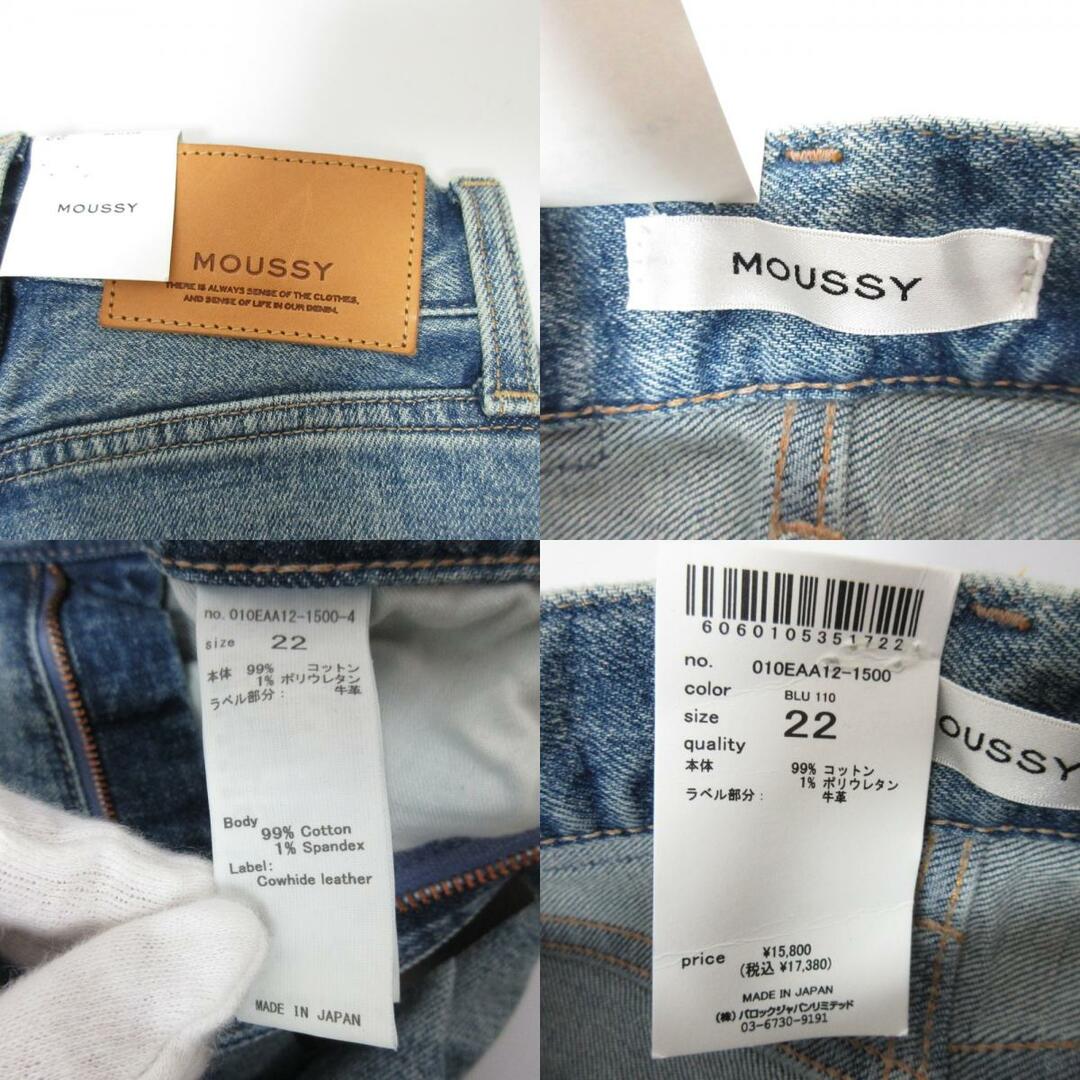 MOUSSY
MOUSSY
THERE IS ALWAYS SENSE OF THE CLOTHES,
AND SENSE OF LIFE IN OUR DENIM.
MOUSSY
no. 010EAA12-1500-4
size 22
本体 99% コットン
1% ポリウレタン
ラベル部分： 牛革
Body
99% Cotton
1% Spandex
Label:
Cowhide leather
MADE IN JAPAN
6060105351722
no. 010EAA12-1500
color BLU 110
size 22
quality
本体 99% コットン
1% ポリウレタン
ラベル部分： 牛革
price ¥15,800
(税込 ¥17,380)
MADE IN JAPAN
(株) バロックジャパンリミテッド
03-6730-9191
OUSSY